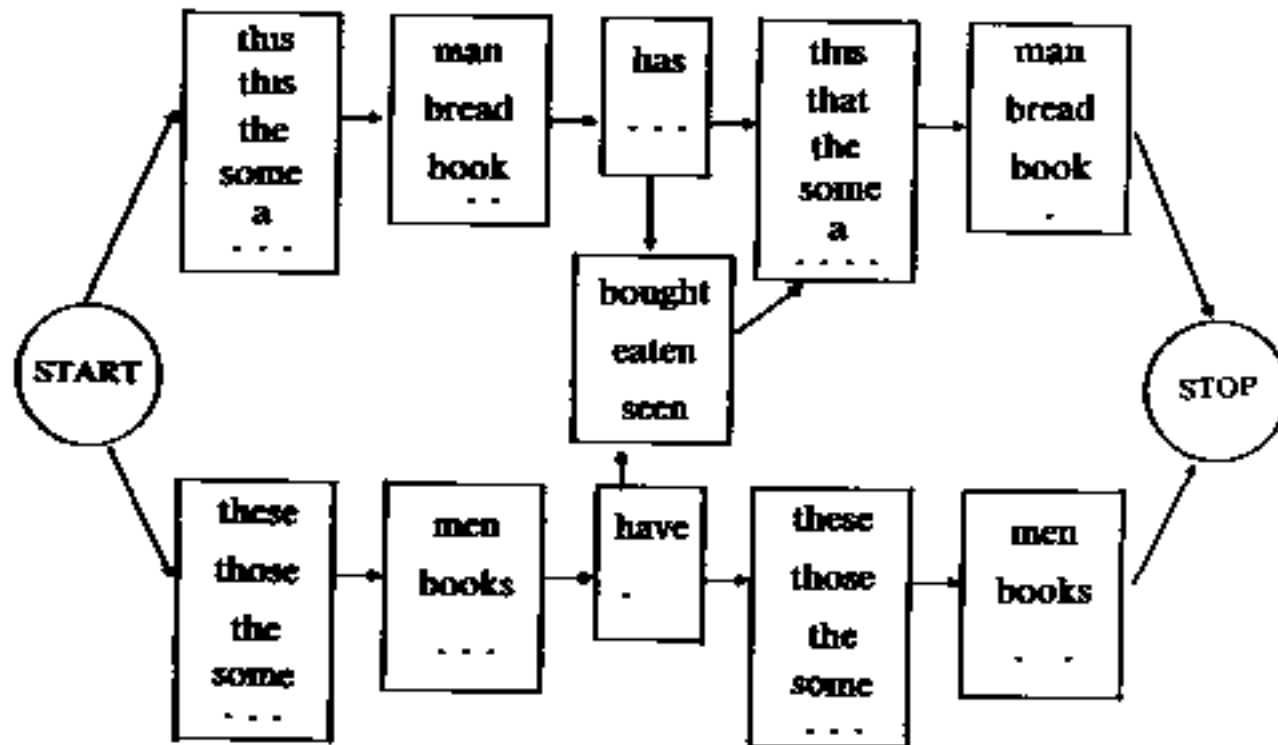 this
this
the
some
a
. . .
man
bread
book
. .
has
. . .
this
that
the
some
a
. . . .
man
bread
book
.
bought
eaten
seen
START
STOP
these
those
the
some
. . .
men
books
. . .
have
.
these
those
the
some
. . .
men
books
. .